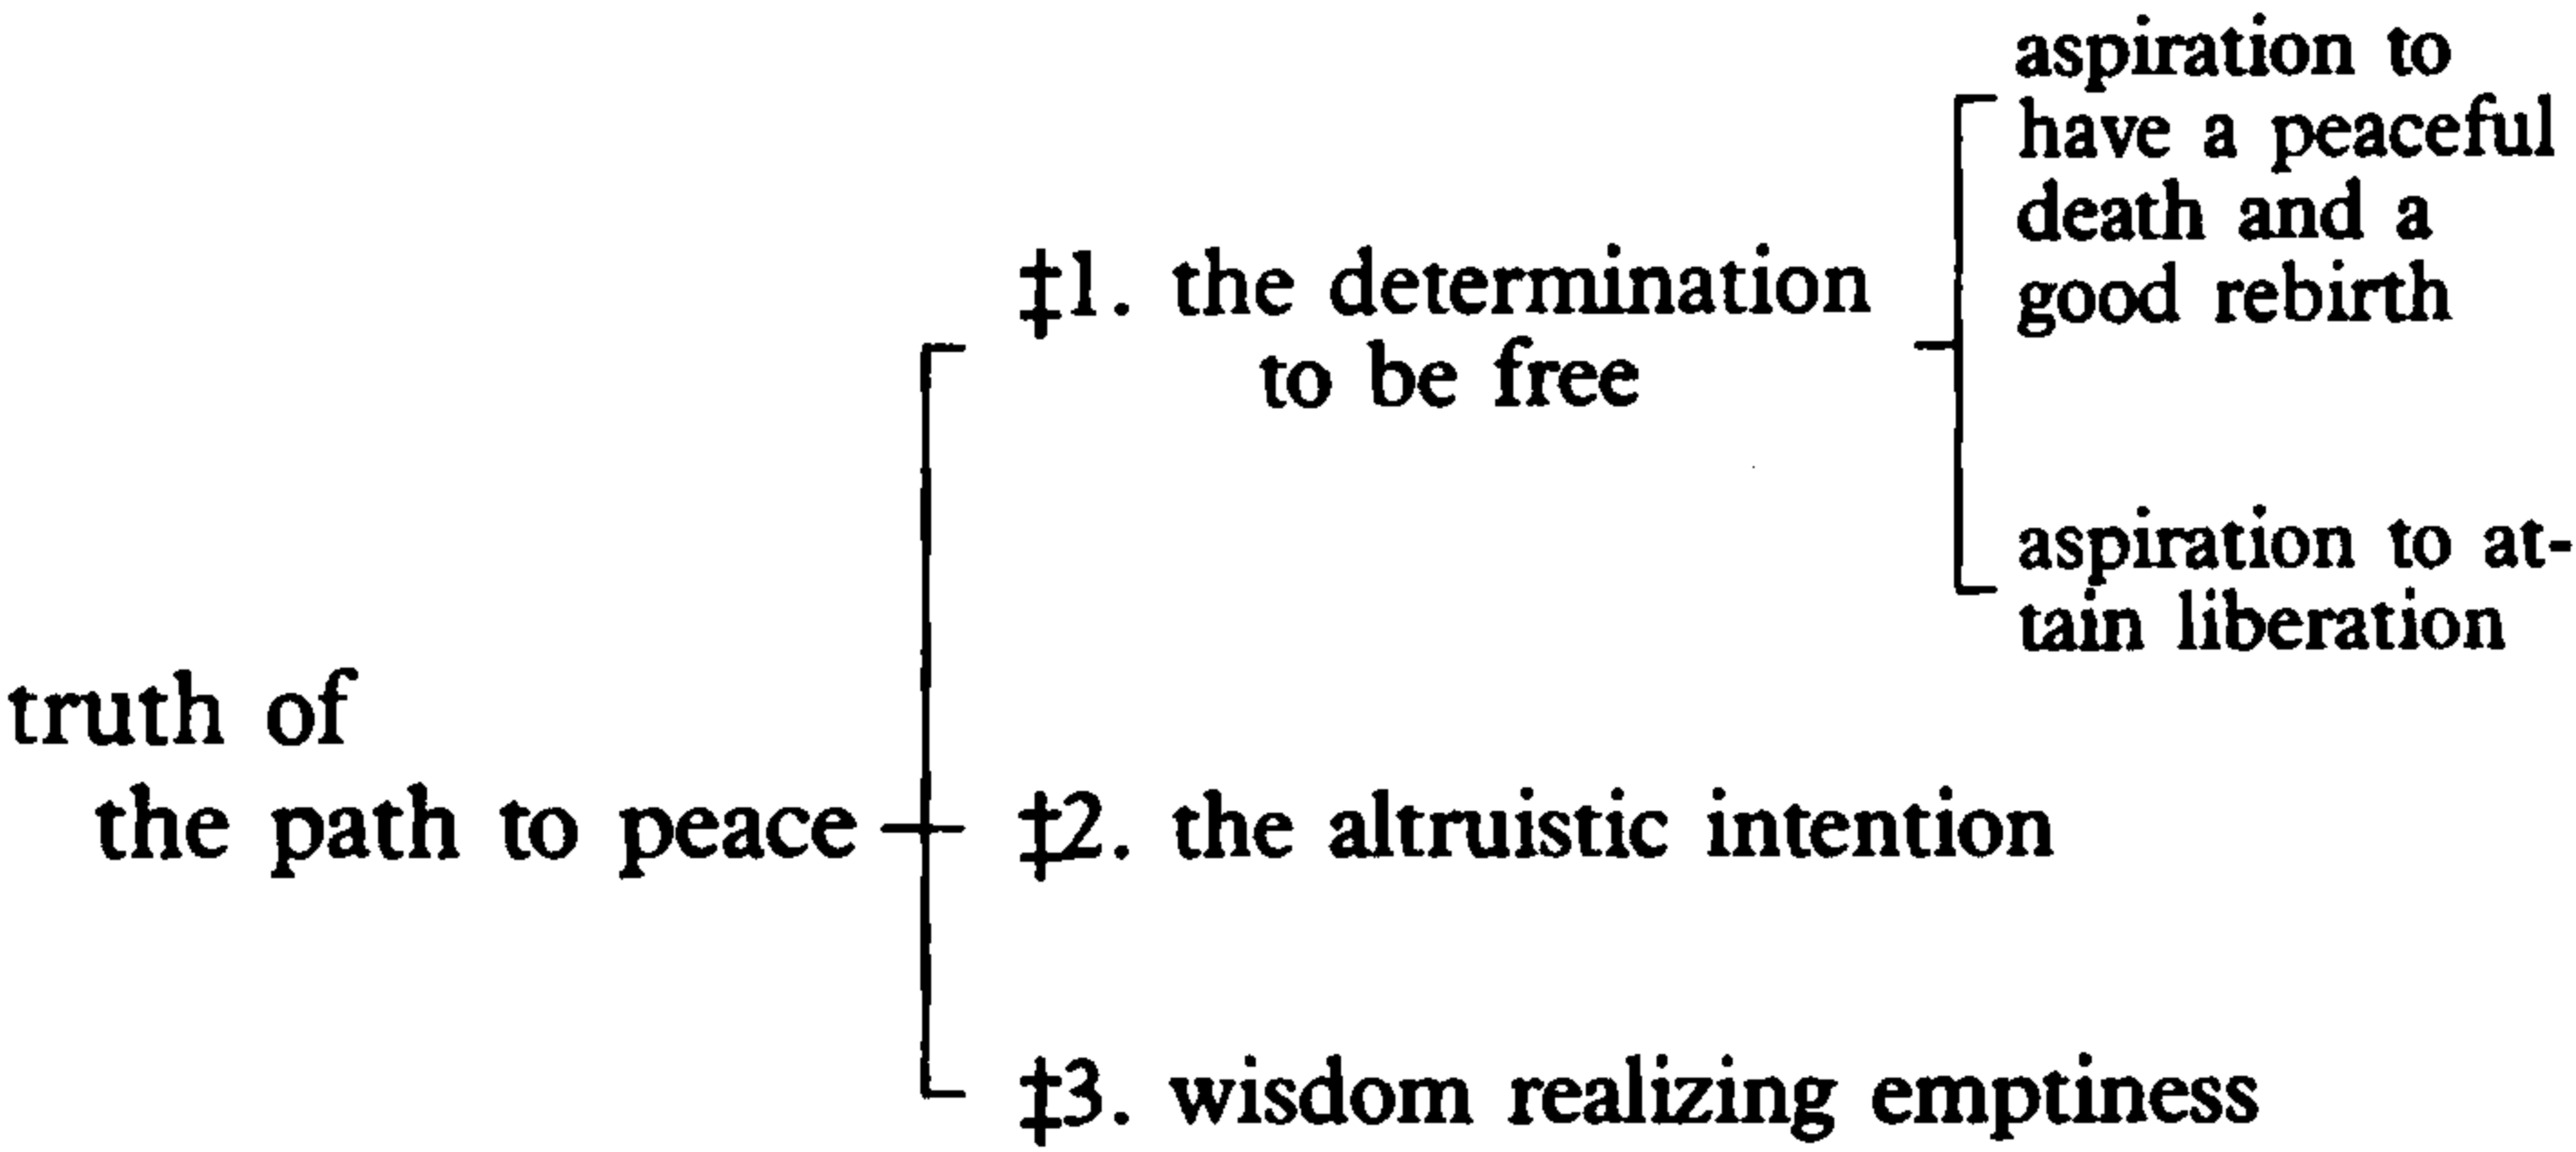 truth of
the path to peace
‡1. the determination
to be free
aspiration to
have a peaceful
death and a
good rebirth
aspiration to at-
tain liberation
‡2. the altruistic intention
‡3. wisdom realizing emptiness